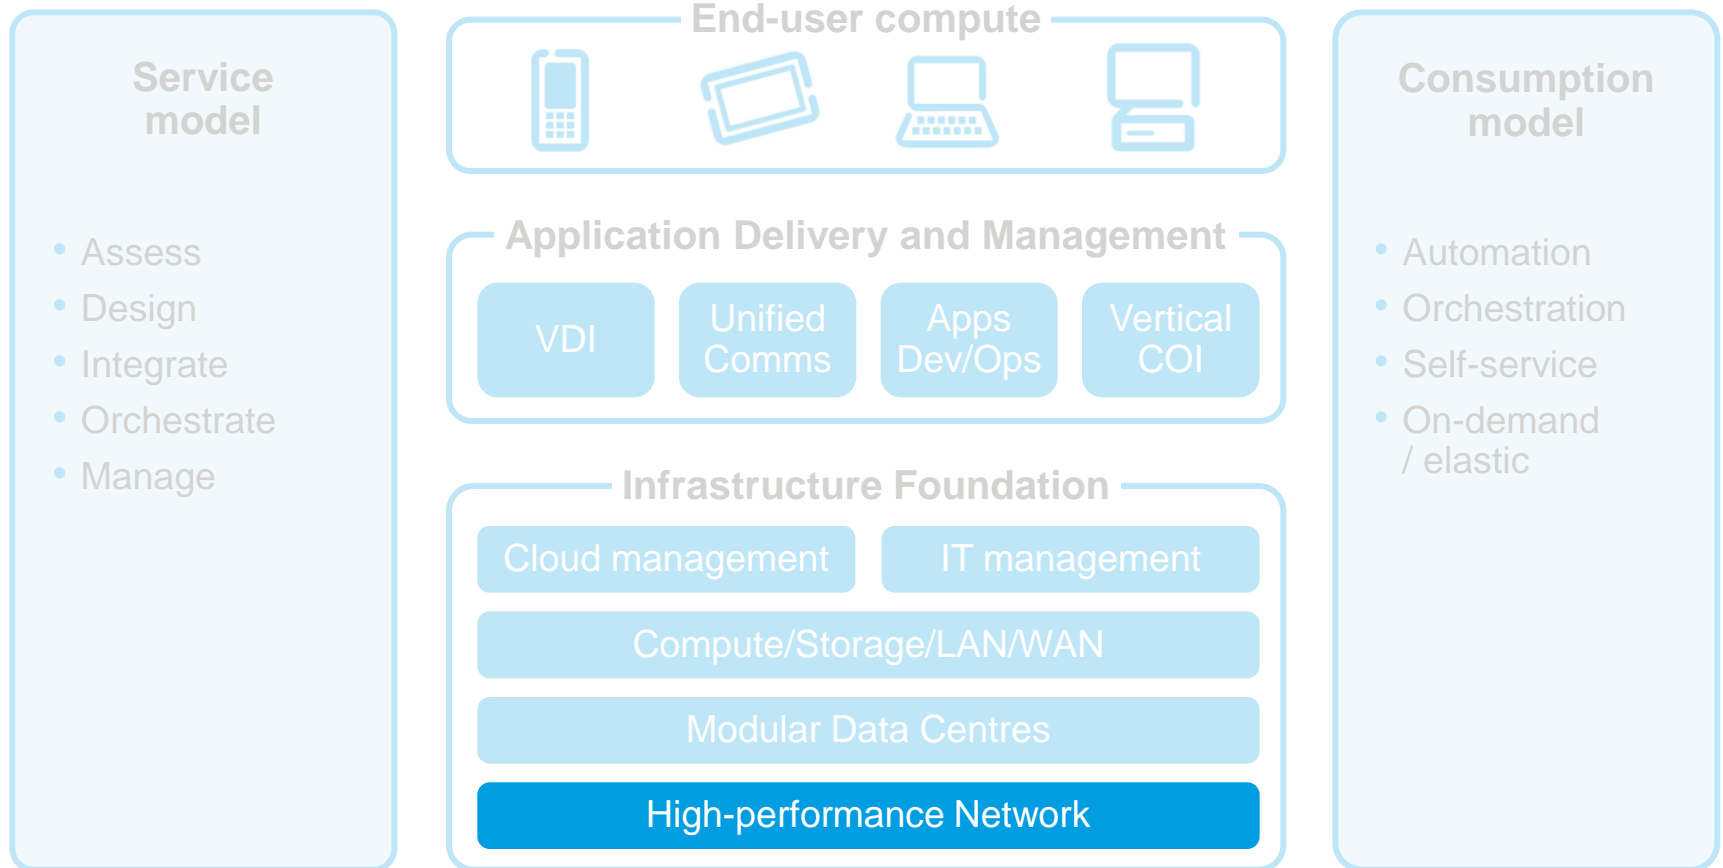 Service
model
• Assess
• Design
• Integrate
• Orchestrate
• Manage
End-user compute
Application Delivery and Management
VDI
Unified
Comms
Apps
Dev/Ops
Vertical
COI
Infrastructure Foundation
Cloud management
IT management
Compute/Storage/LAN/WAN
Modular Data Centres
High-performance Network
Consumption
model
• Automation
• Orchestration
• Self-service
• On-demand
/ elastic